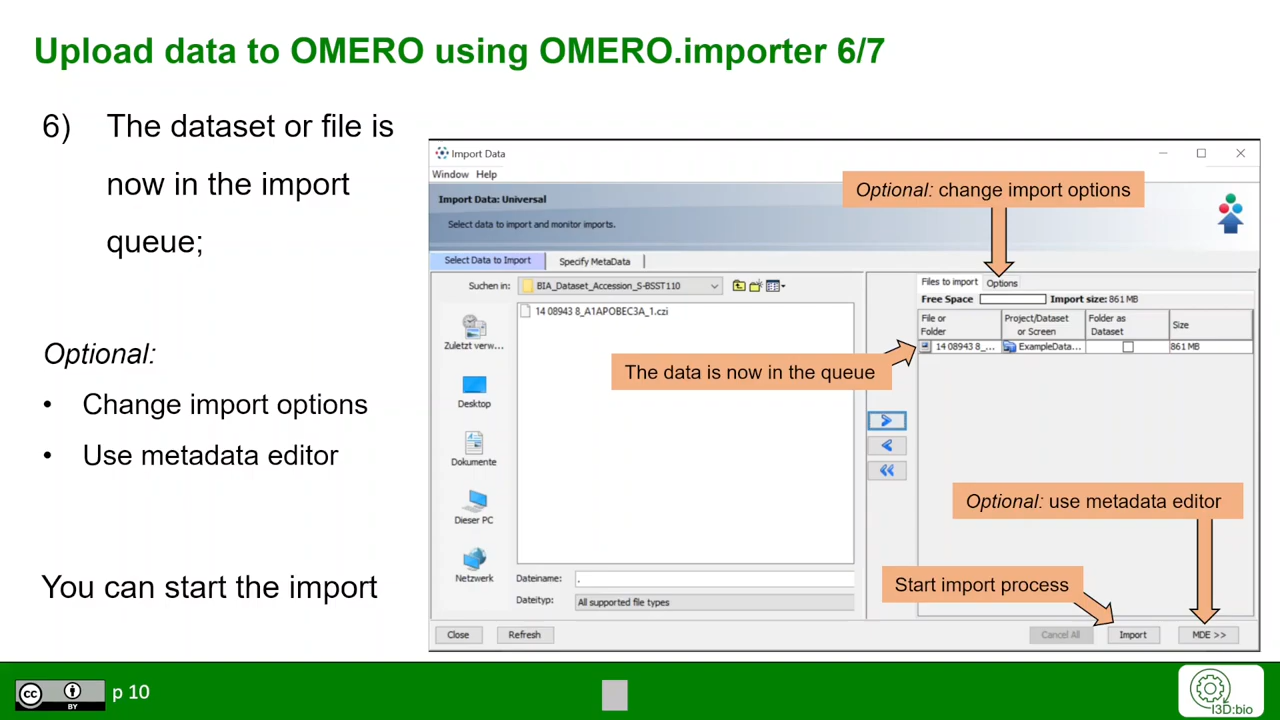 Upload data to OMERO using OMERO.importer 6/7
6) The dataset or file is
now in the import
queue;
Optional:
• Change import options
• Use metadata editor
You can start the import
Import Data
Window Help
Import Data: Universal
Select data to import and monitor imports.
Optional: change import options
Select Data to Import
Specify MetaData
Suchen in:
BIA_Dataset_Accession_S-BSST110
14 08943 8_A1APOBEC3A_1.czi
Zuletzt verw...
Desktop
Dokumente
Dieser PC
Netzwerk
Dateiname: .
Dateityp: All supported file types
Close
Refresh
Files to import
Options
Free Space
Import size: 861 MB
File or
Folder
Project/Dataset
or Screen
Folder as
Dataset
Size
14 08943 8_...
ExampleData...
861 MB
The data is now in the queue
Optional: use metadata editor
Start import process
Cancel All
Import
MDE >>
cc
BY
p 10
I3D:bio